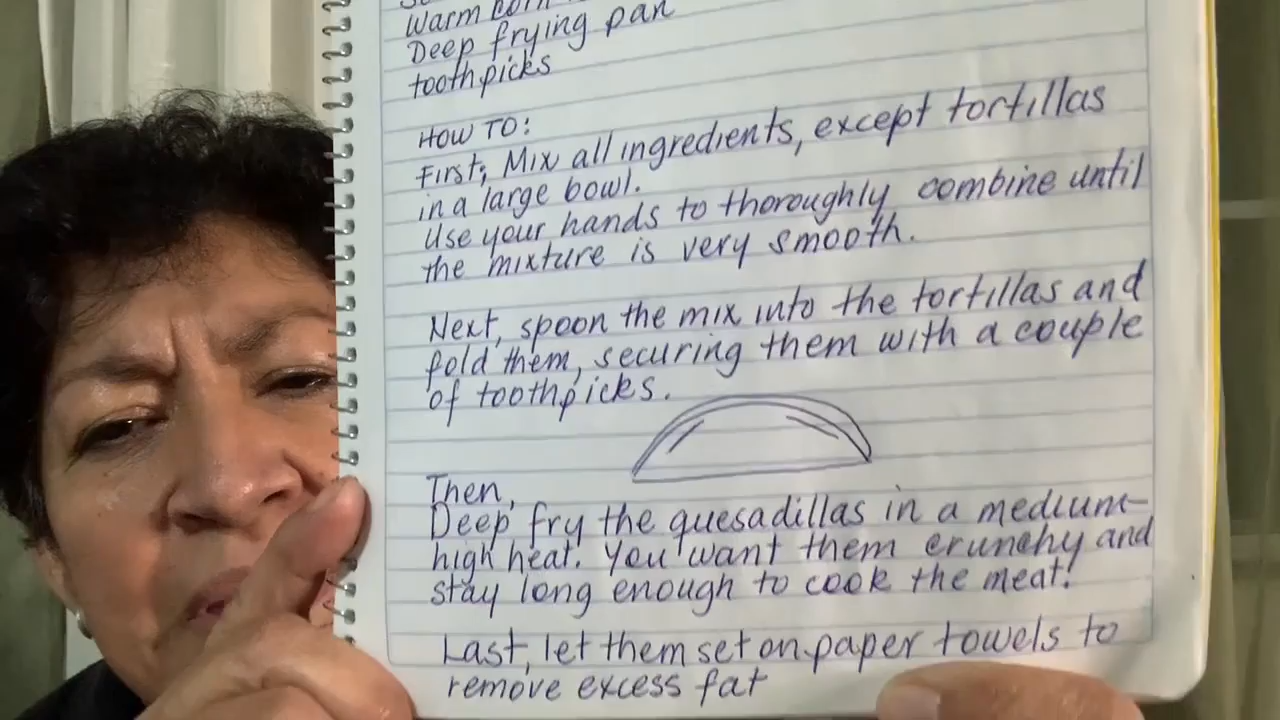 Warm corn
Deep frying pan
toothpicks
HOW TO:
First; Mix all ingredients, except tortillas
in a large bowl.
Use your hands to thoroughly combine until
the mixture is very smooth.
Next, spoon the mix into the tortillas and
fold them, securing them with a couple
of toothpicks.
Then,
Deep fry the quesadillas in a medium-
high heat. You want them crunchy and
stay long enough to cook the meat!
Last, let them set on paper towels to
remove excess fat